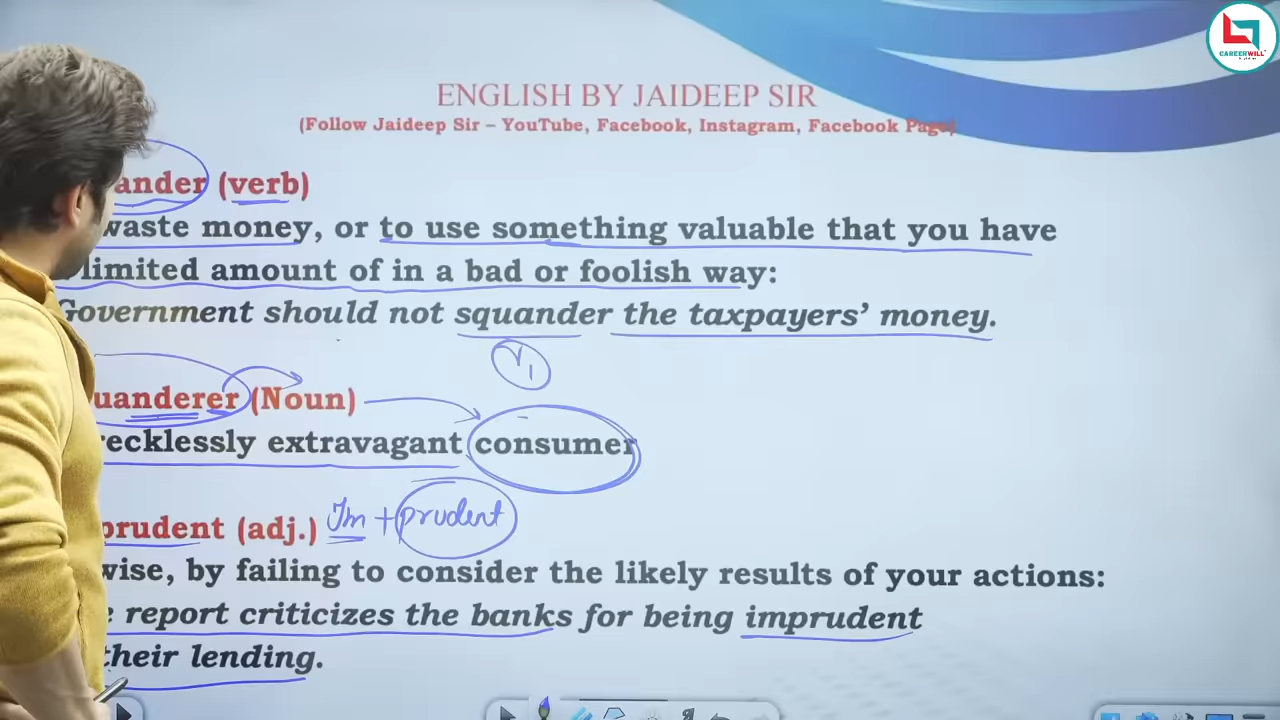 ENGLISH BY JAIDEEP SIR
(Follow Jaideep Sir – YouTube, Facebook, Instagram, Facebook Page)
CAREERWILL
ander (verb)
waste money, or to use something valuable that you have
limited amount of in a bad or foolish way:
Government should not squander the taxpayers' money.
V1
uanderer (Noun)
recklessly extravagant consumer
prudent (adj.) Im + prudent
wise, by failing to consider the likely results of your actions:
report criticizes the banks for being imprudent
their lending.